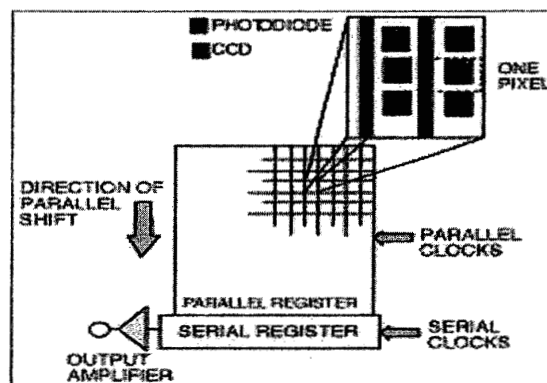 PHOTODIODE
CCD
ONE
PIXEL
DIRECTION OF
PARALLEL
SHIFT
PARALLEL
CLOCKS
PARALLEL REGISTER
SERIAL REGISTER
SERIAL
CLOCKS
OUTPUT
AMPLIFIER